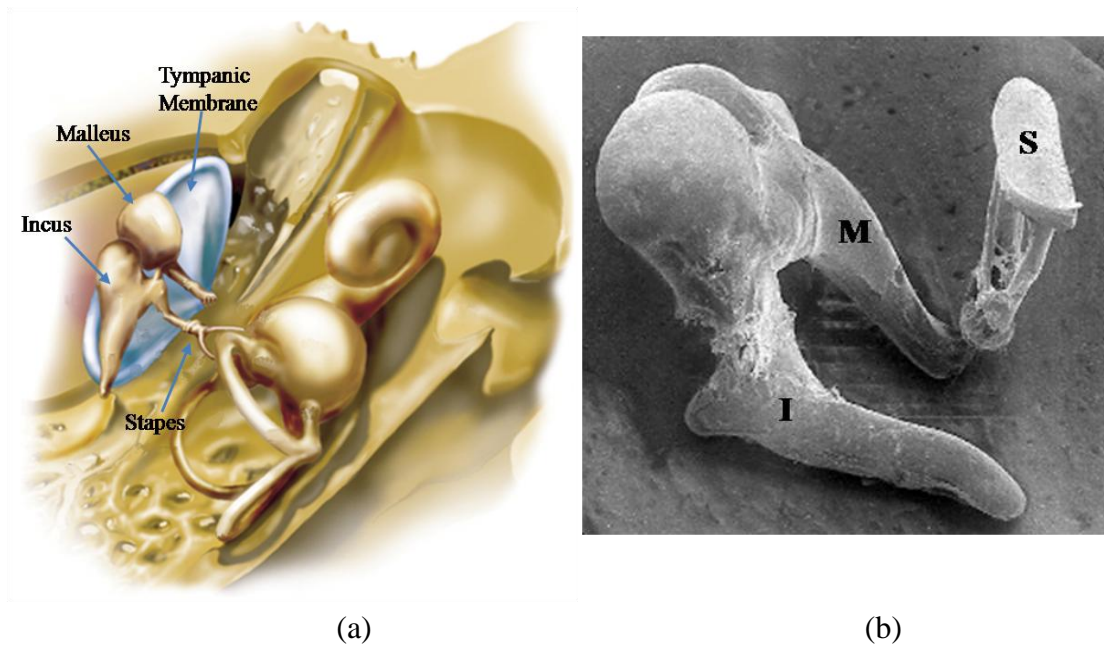 Tympanic
Membrane
Malleus
Incus
Stapes
S
M
I
(a)
(b)